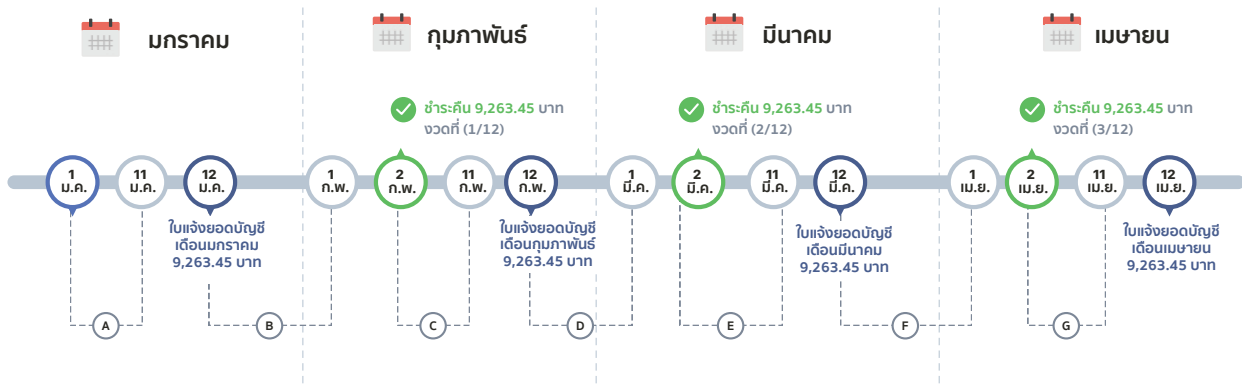 มกราคม
กุมภาพันธ์
มีนาคม
เมษายน
ชำระคืน 9,263.45 บาท
งวดที่ (1/12)
ชำระคืน 9,263.45 บาท
งวดที่ (2/12)
ชำระคืน 9,263.45 บาท
งวดที่ (3/12)
1
ม.ค.
11
ม.ค.
12
ม.ค.
1
ก.พ.
2
ก.พ.
11
ก.พ.
12
ก.พ.
1
มี.ค.
2
มี.ค.
11
มี.ค.
12
มี.ค.
1
เม.ย.
2
เม.ย.
11
เม.ย.
12
เม.ย.
ใบแจ้งยอดบัญชี
เดือนมกราคม
9,263.45 บาท
ใบแจ้งยอดบัญชี
เดือนกุมภาพันธ์
9,263.45 บาท
ใบแจ้งยอดบัญชี
เดือนมีนาคม
9,263.45 บาท
ใบแจ้งยอดบัญชี
เดือนเมษายน
9,263.45 บาท
A
B
C
D
E
F
G